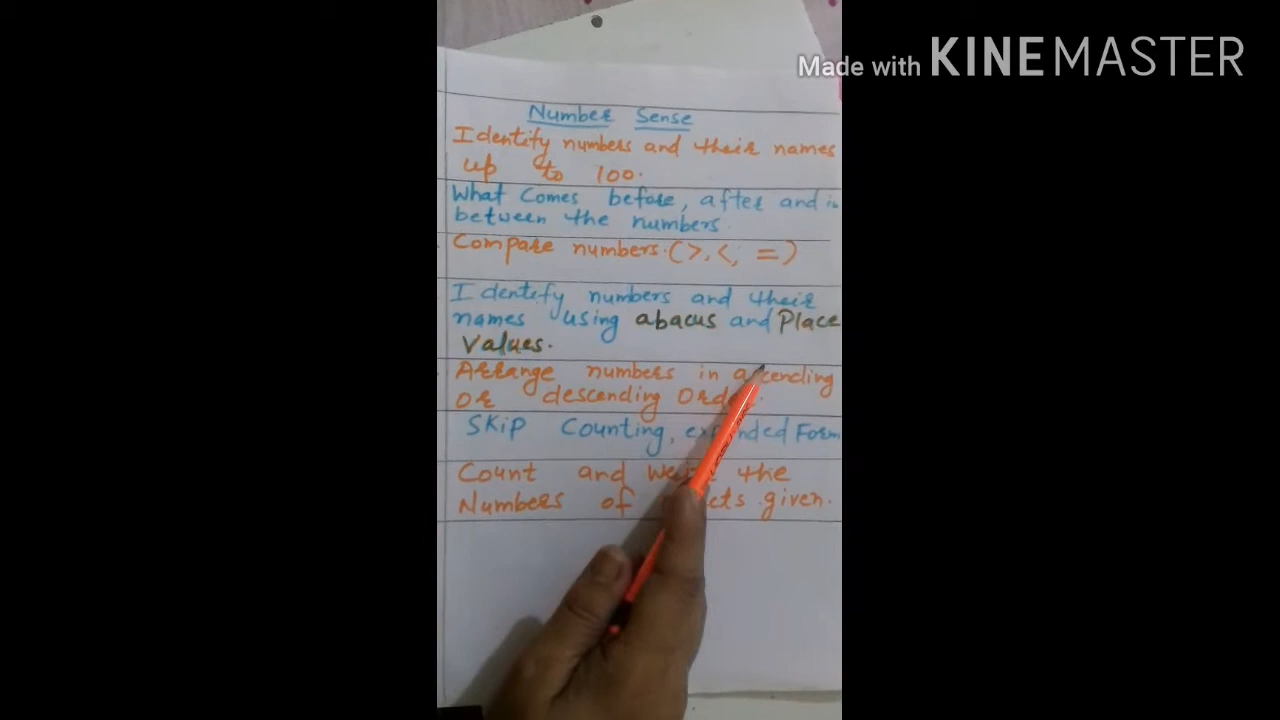 Made with KINEMASTER
Number Sense
Identify numbers and their names
up to 100.
What Comes before, after and in
between the numbers.
Compare numbers. (>, <, =)
Identify numbers and their
names using abacus and Place
Values.
Arrange numbers in ascending
or descending
Skip Counting, Form
Count and the
Numbers of given.